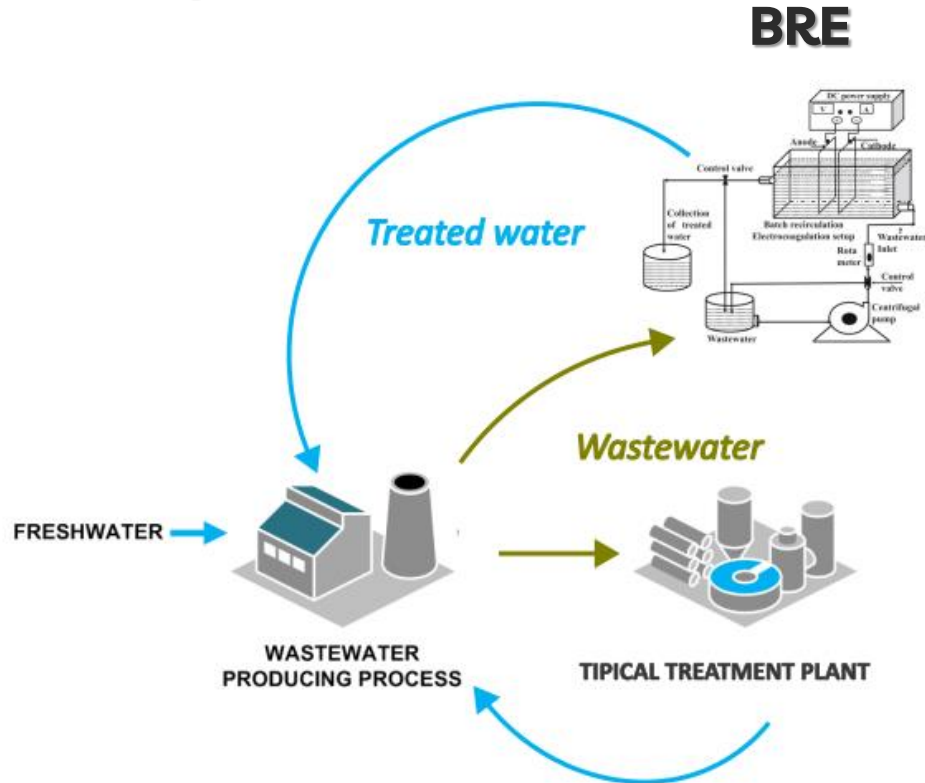 BRE
DC power supply
V
A
Anode
Cathode
Control valve
Collection
of treated
water
Batch recirculation
Electrocoagulation setup
Wastewater
Inlet
Rota
meter
Control
valve
Centrifugal
pump
Wastewater
Treated water
Wastewater
FRESHWATER
WASTEWATER
PRODUCING PROCESS
TIPICAL TREATMENT PLANT